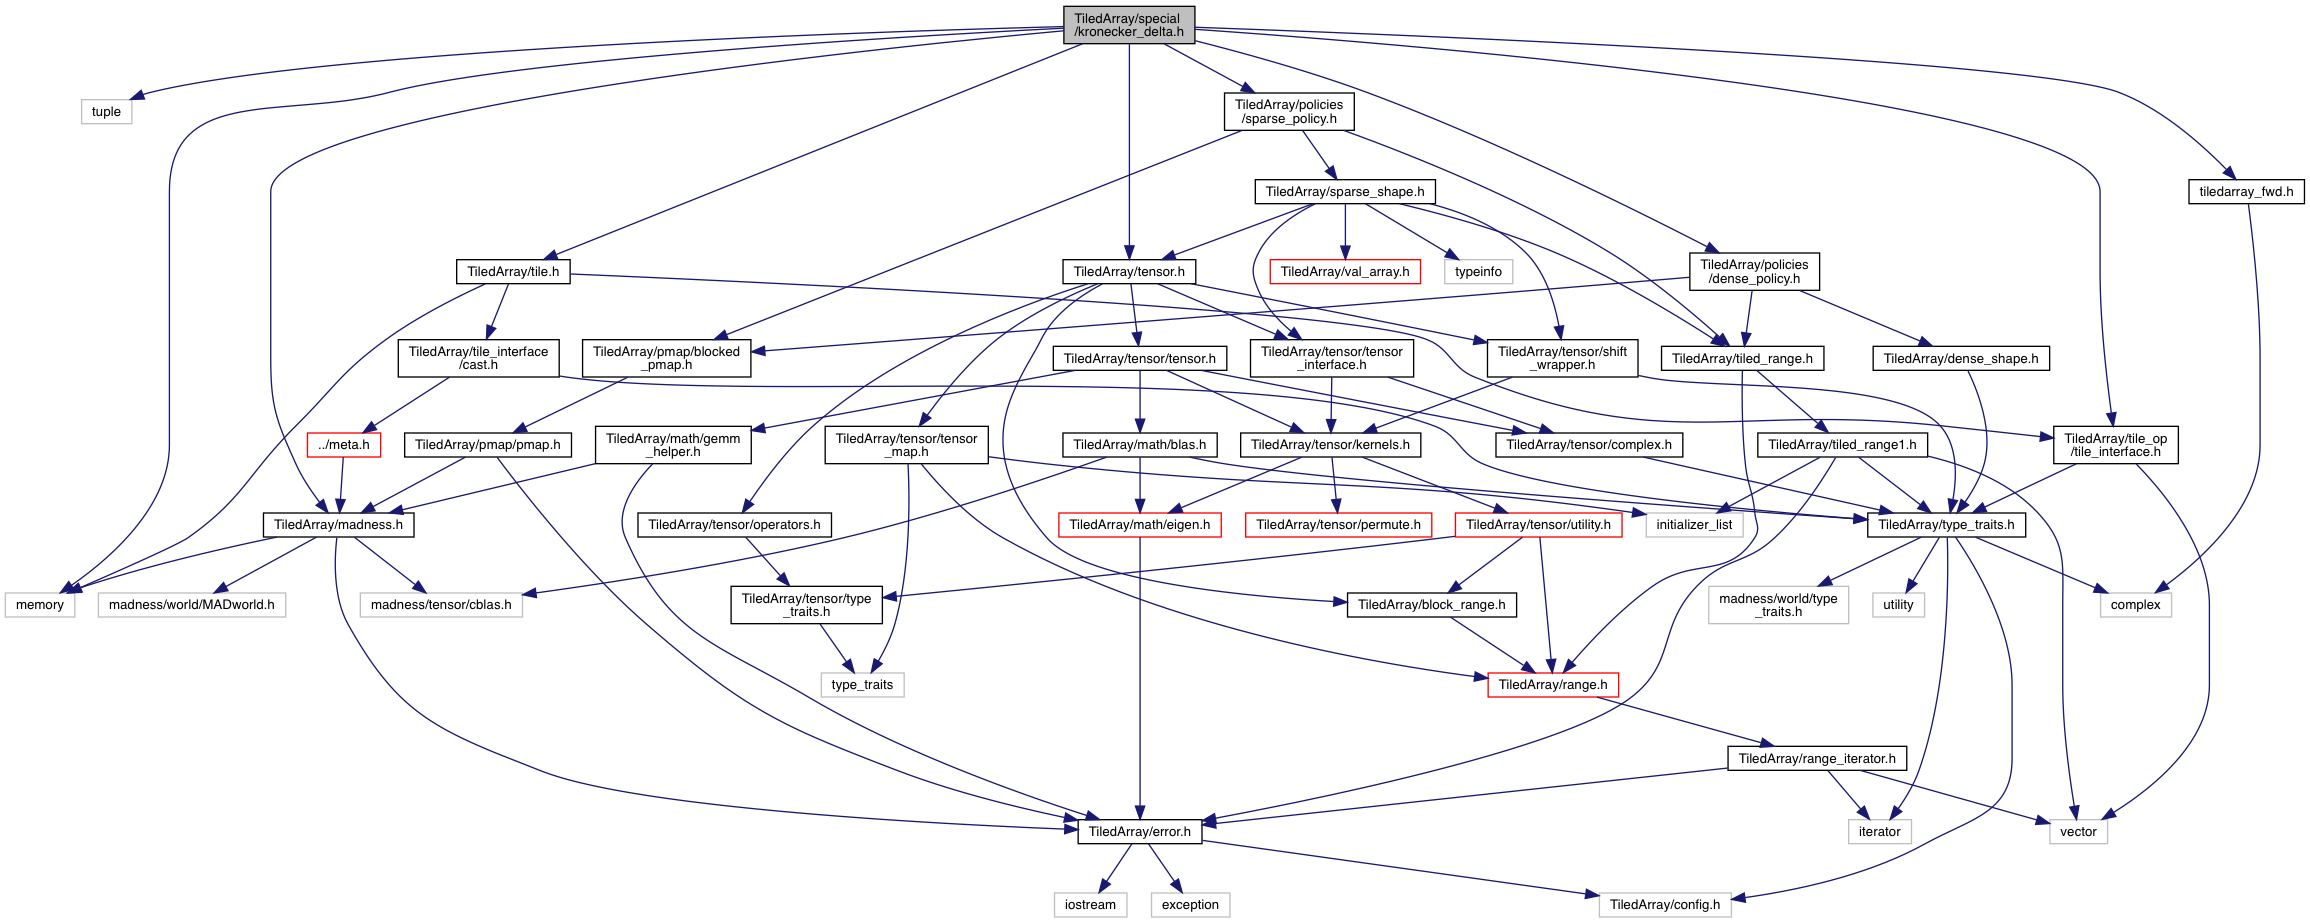 TiledArray/special
/kronecker_delta.h
tuple
TiledArray/policies
/sparse_policy.h
TiledArray/sparse_shape.h
tiledarray_fwd.h
TiledArray/tile.h
TiledArray/tensor.h
TiledArray/val_array.h
typeinfo
TiledArray/policies
/dense_policy.h
TiledArray/tile_interface
/cast.h
TiledArray/pmap/blocked
_pmap.h
TiledArray/tensor/tensor.h
TiledArray/tensor/tensor
_interface.h
TiledArray/tensor/shift
_wrapper.h
TiledArray/tiled_range.h
TiledArray/dense_shape.h
../meta.h
TiledArray/pmap/pmap.h
TiledArray/math/gemm
_helper.h
TiledArray/tensor/tensor
_map.h
TiledArray/math/blas.h
TiledArray/tensor/kernels.h
TiledArray/tensor/complex.h
TiledArray/tiled_range1.h
TiledArray/tile_op
/tile_interface.h
TiledArray/madness.h
TiledArray/tensor/operators.h
TiledArray/math/eigen.h
TiledArray/tensor/permute.h
TiledArray/tensor/utility.h
initializer_list
TiledArray/type_traits.h
memory
madness/world/MADworld.h
madness/tensor/cblas.h
TiledArray/tensor/type
_traits.h
TiledArray/block_range.h
madness/world/type
_traits.h
utility
complex
type_traits
TiledArray/range.h
TiledArray/range_iterator.h
TiledArray/error.h
iterator
vector
iostream
exception
TiledArray/config.h